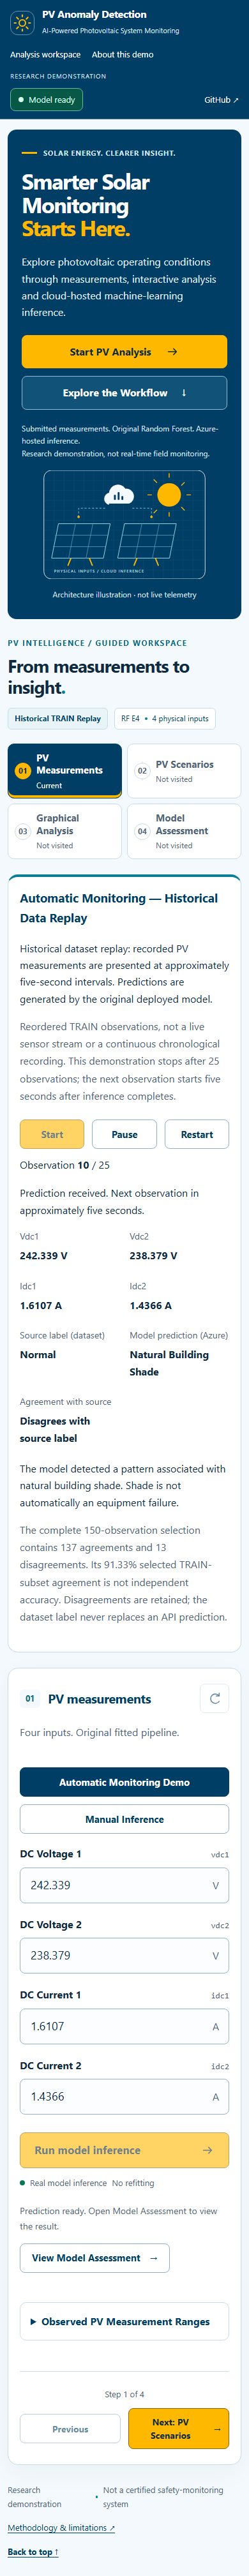 PV Anomaly Detection
AI-Powered Photovoltaic System Monitoring
Analysis workspace About this demo
RESEARCH DEMONSTRATION
Model ready GitHub ↗
SOLAR ENERGY. CLEARER INSIGHT.
Smarter Solar
Monitoring
Starts Here.
Explore photovoltaic operating conditions
through measurements, interactive analysis
and cloud-hosted machine-learning
inference.
Start PV Analysis →
Explore the Workflow ↓
Submitted measurements. Original Random Forest. Azure-
hosted inference.
Research demonstration, not real-time field monitoring.
PHYSICAL INPUTS / CLOUD INFERENCE
Architecture illustration · not live telemetry
PV INTELLIGENCE / GUIDED WORKSPACE
From measurements to
insight.
Historical TRAIN Replay RF E4 • 4 physical inputs
01 PV
Measurements
Current
02 PV Scenarios
Not visited
03 Graphical
Analysis
Not visited
04 Model
Assessment
Not visited
Automatic Monitoring — Historical
Data Replay
Historical dataset replay: recorded PV
measurements are presented at approximately
five-second intervals. Predictions are
generated by the original deployed model.
Reordered TRAIN observations, not a live
sensor stream or a continuous chronological
recording. This demonstration stops after 25
observations; the next observation starts five
seconds after inference completes.
Start Pause Restart
Observation 10 / 25
Prediction received. Next observation in
approximately five seconds.
Vdc1 Vdc2
242.339 V 238.379 V
Idc1 Idc2
1.6107 A 1.4366 A
Source label (dataset) Model prediction (Azure)
Normal Natural Building
Shade
Agreement with source
Disagrees with
source label
The model detected a pattern associated with
natural building shade. Shade is not
automatically an equipment failure.
The complete 150-observation selection
contains 137 agreements and 13
disagreements. Its 91.33% selected TRAIN-
subset agreement is not independent
accuracy. Disagreements are retained; the
dataset label never replaces an API prediction.
01 PV measurements
Four inputs. Original fitted pipeline.
Automatic Monitoring Demo
Manual Inference
DC Voltage 1 vdc1
242.339 V
DC Voltage 2 vdc2
238.379 V
DC Current 1 idc1
1.6107 A
DC Current 2 idc2
1.4366 A
Run model inference →
Real model inference No refitting
Prediction ready. Open Model Assessment to view
the result.
View Model Assessment →
▶ Observed PV Measurement Ranges
Step 1 of 4
Previous
Next: PV
Scenarios →
Research
demonstration
• Not a certified safety-monitoring
system
Methodology & limitations ↗
Back to top ↑